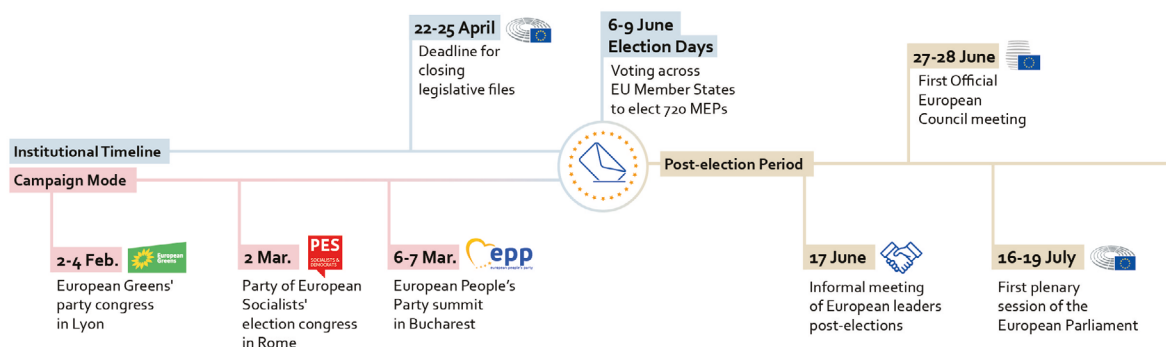 22-25 April
Deadline for
closing
legislative files
6-9 June
Election Days
Voting across
EU Member States
to elect 720 MEPs
27-28 June
First Official
European
Council meeting
Institutional Timeline
Campaign Mode
Post-election Period
2-4 Feb.
European
Greens
European Greens'
party congress
in Lyon
2 Mar.
PES
SOCIALISTS &
DEMOCRATS
Party of European
Socialists'
election congress
in Rome
6-7 Mar.
epp
european people's party
European People's
Party summit
in Bucharest
17 June
Informal meeting
of European leaders
post-elections
16-19 July
First plenary
session of the
European Parliament